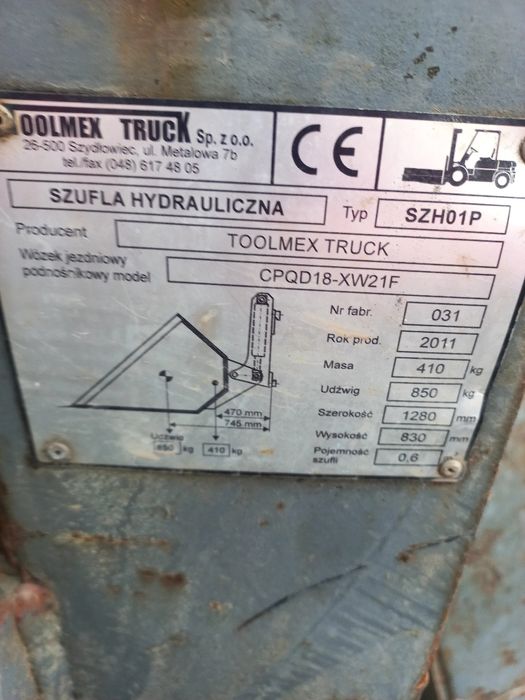 TOOLMEX TRUCK Sp. z o.o.
26-500 Szydłowiec, ul. Metalowa 7b
tel./fax (048) 617 48 05
CE
SZUFLA HYDRAULICZNA Typ SZH01P
Producent TOOLMEX TRUCK
Wózek jezdniowy
podnośnikowy model CPQD18-XW21F
Nr fabr. 031
Rok prod. 2011
Masa 410 kg
Udźwig 850 kg
Szerokość 1280 mm
Wysokość 830 mm
Pojemność
szufli 0,6
470 mm
745 mm
Udźwig
850 kg 410 kg